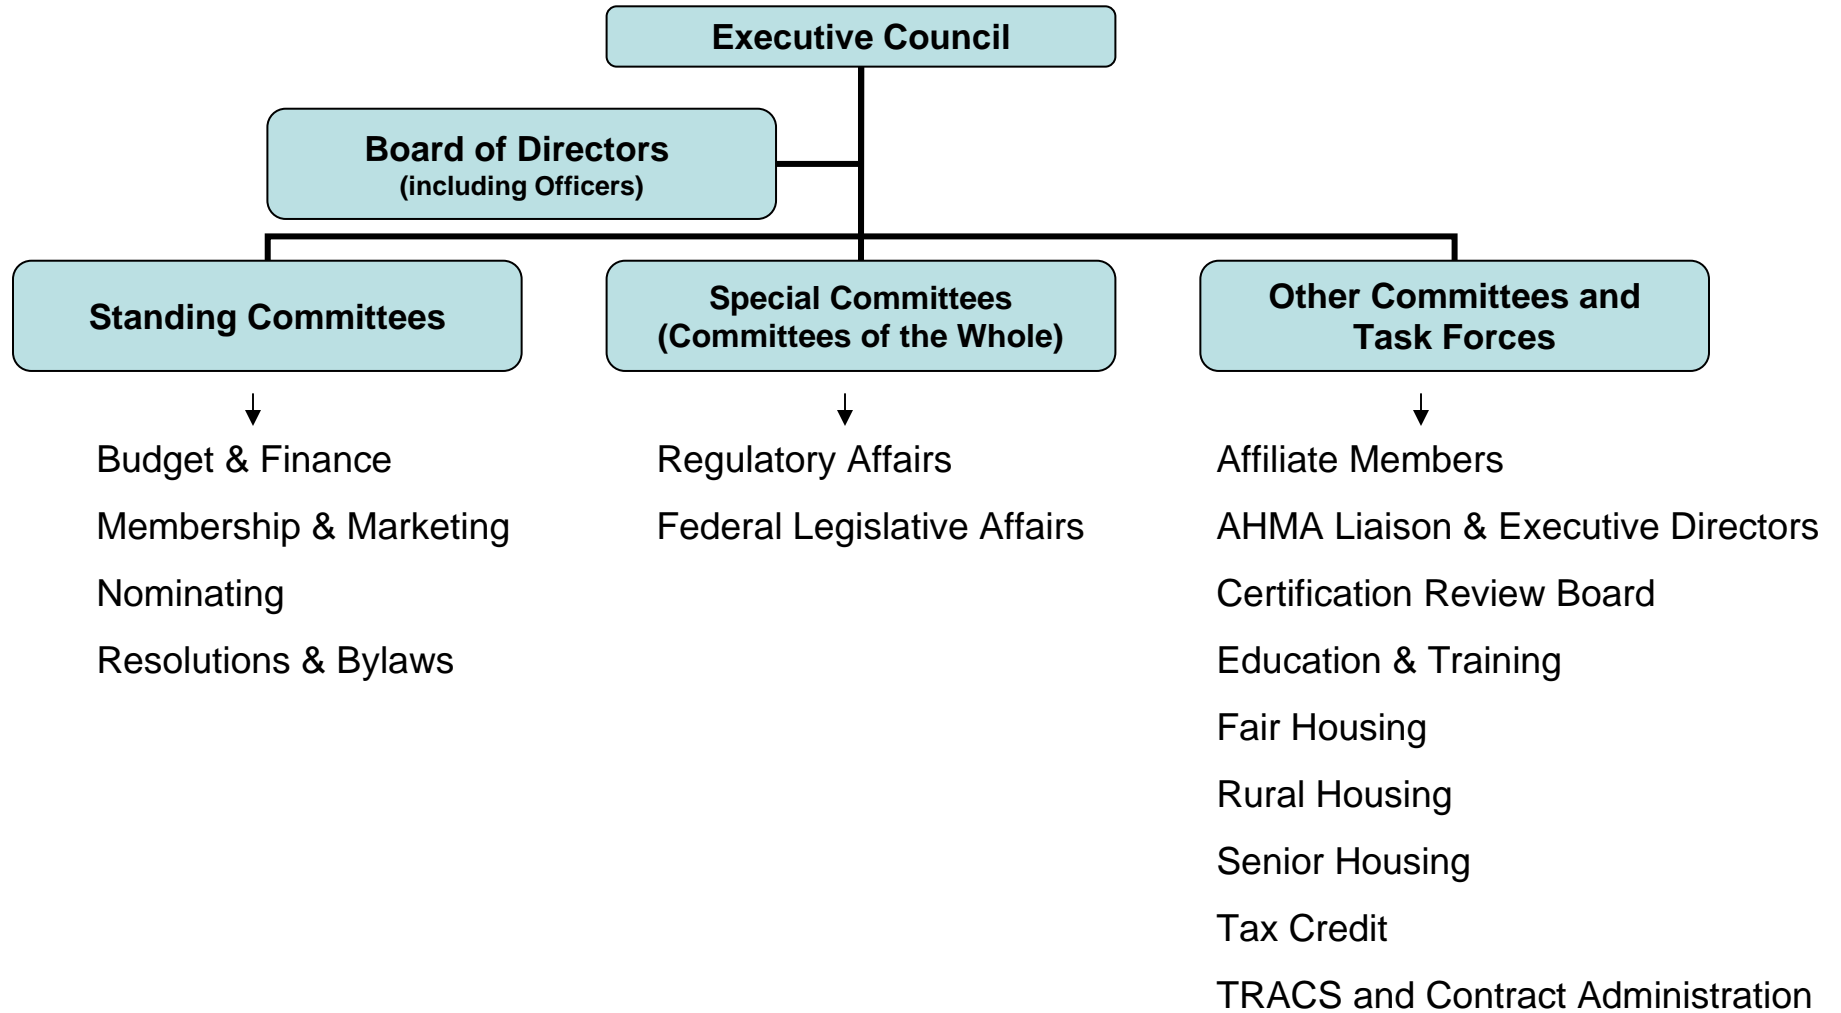 Executive Council
Board of Directors
(including Officers)
Standing Committees
Special Committees
(Committees of the Whole)
Other Committees and
Task Forces
Budget & Finance
Membership & Marketing
Nominating
Resolutions & Bylaws
Regulatory Affairs
Federal Legislative Affairs
Affiliate Members
AHMA Liaison & Executive Directors
Certification Review Board
Education & Training
Fair Housing
Rural Housing
Senior Housing
Tax Credit
TRACS and Contract Administration